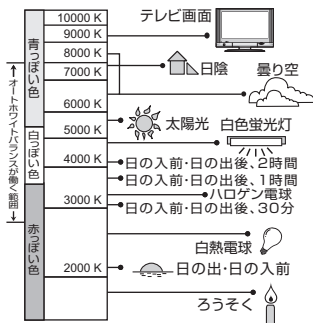 オートホワイトバランスが働く範囲
青っぽい色
白っぽい色
赤っぽい色
10000 K
9000 K
8000 K
7000 K
6000 K
5000 K
4000 K
3000 K
2000 K
テレビ画面
日陰
曇り空
太陽光
白色蛍光灯
日の入前・日の出後、2時間
日の入前・日の出後、1時間
ハロゲン電球
日の入前・日の出後、30分
白熱電球
日の出・日の入前
ろうそく